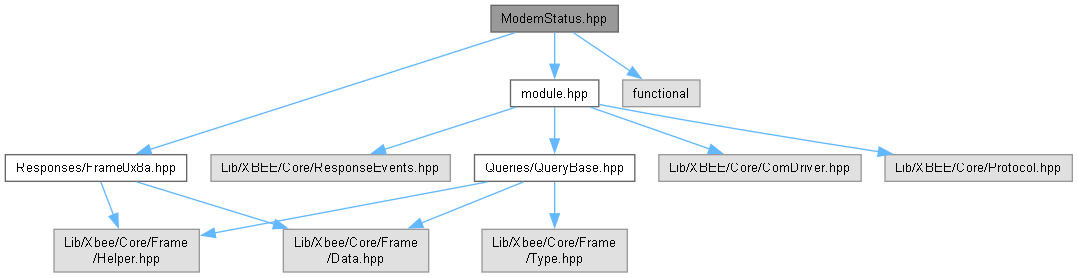 ModemStatus.hpp
module.hpp
functional
Responses/Frame0x8a.hpp
Lib/XBEE/Core/ResponseEvents.hpp
Queries/QueryBase.hpp
Lib/XBEE/Core/ComDriver.hpp
Lib/XBEE/Core/Protocol.hpp
Lib/Xbee/Core/Frame
/Helper.hpp
Lib/Xbee/Core/Frame
/Data.hpp
Lib/Xbee/Core/Frame
/Type.hpp